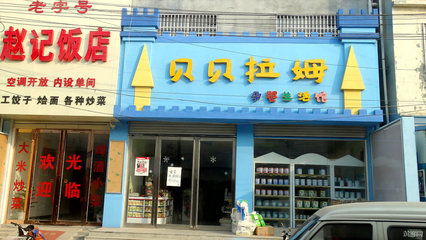 老字号
赵记饭店
空调开放 内设单间
工饺子 烩面 各种炒菜
大米炒菜
欢迎
光临
贝贝拉姆
孕婴生活馆